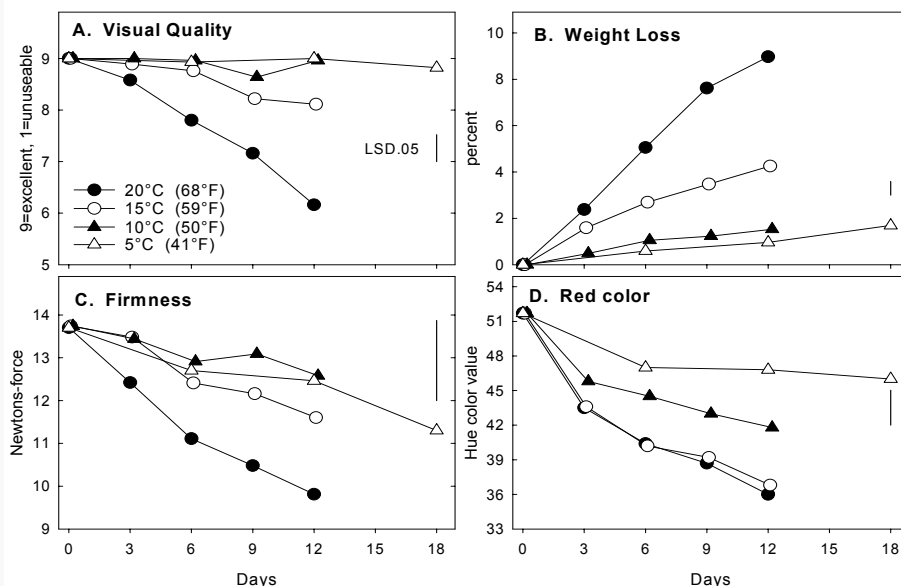 A. Visual Quality
9=excellent, 1=unuseable
10
9
8
7
6
5
LSD.05
20°C (68°F)
15°C (59°F)
10°C (50°F)
5°C (41°F)
B. Weight Loss
percent
10
8
6
4
2
0
C. Firmness
Newtons-force
15
14
13
12
11
10
9
0 3 6 9 12 15 18
Days
D. Red color
Hue color value
54
51
48
45
42
39
36
33
0 3 6 9 12 15 18
Days